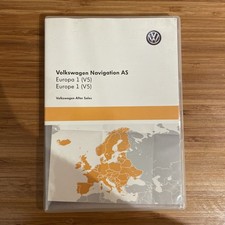 Volkswagen Navigation AS
Europa 1 (V5)
Europe 1 (V5)
Volkswagen After Sales